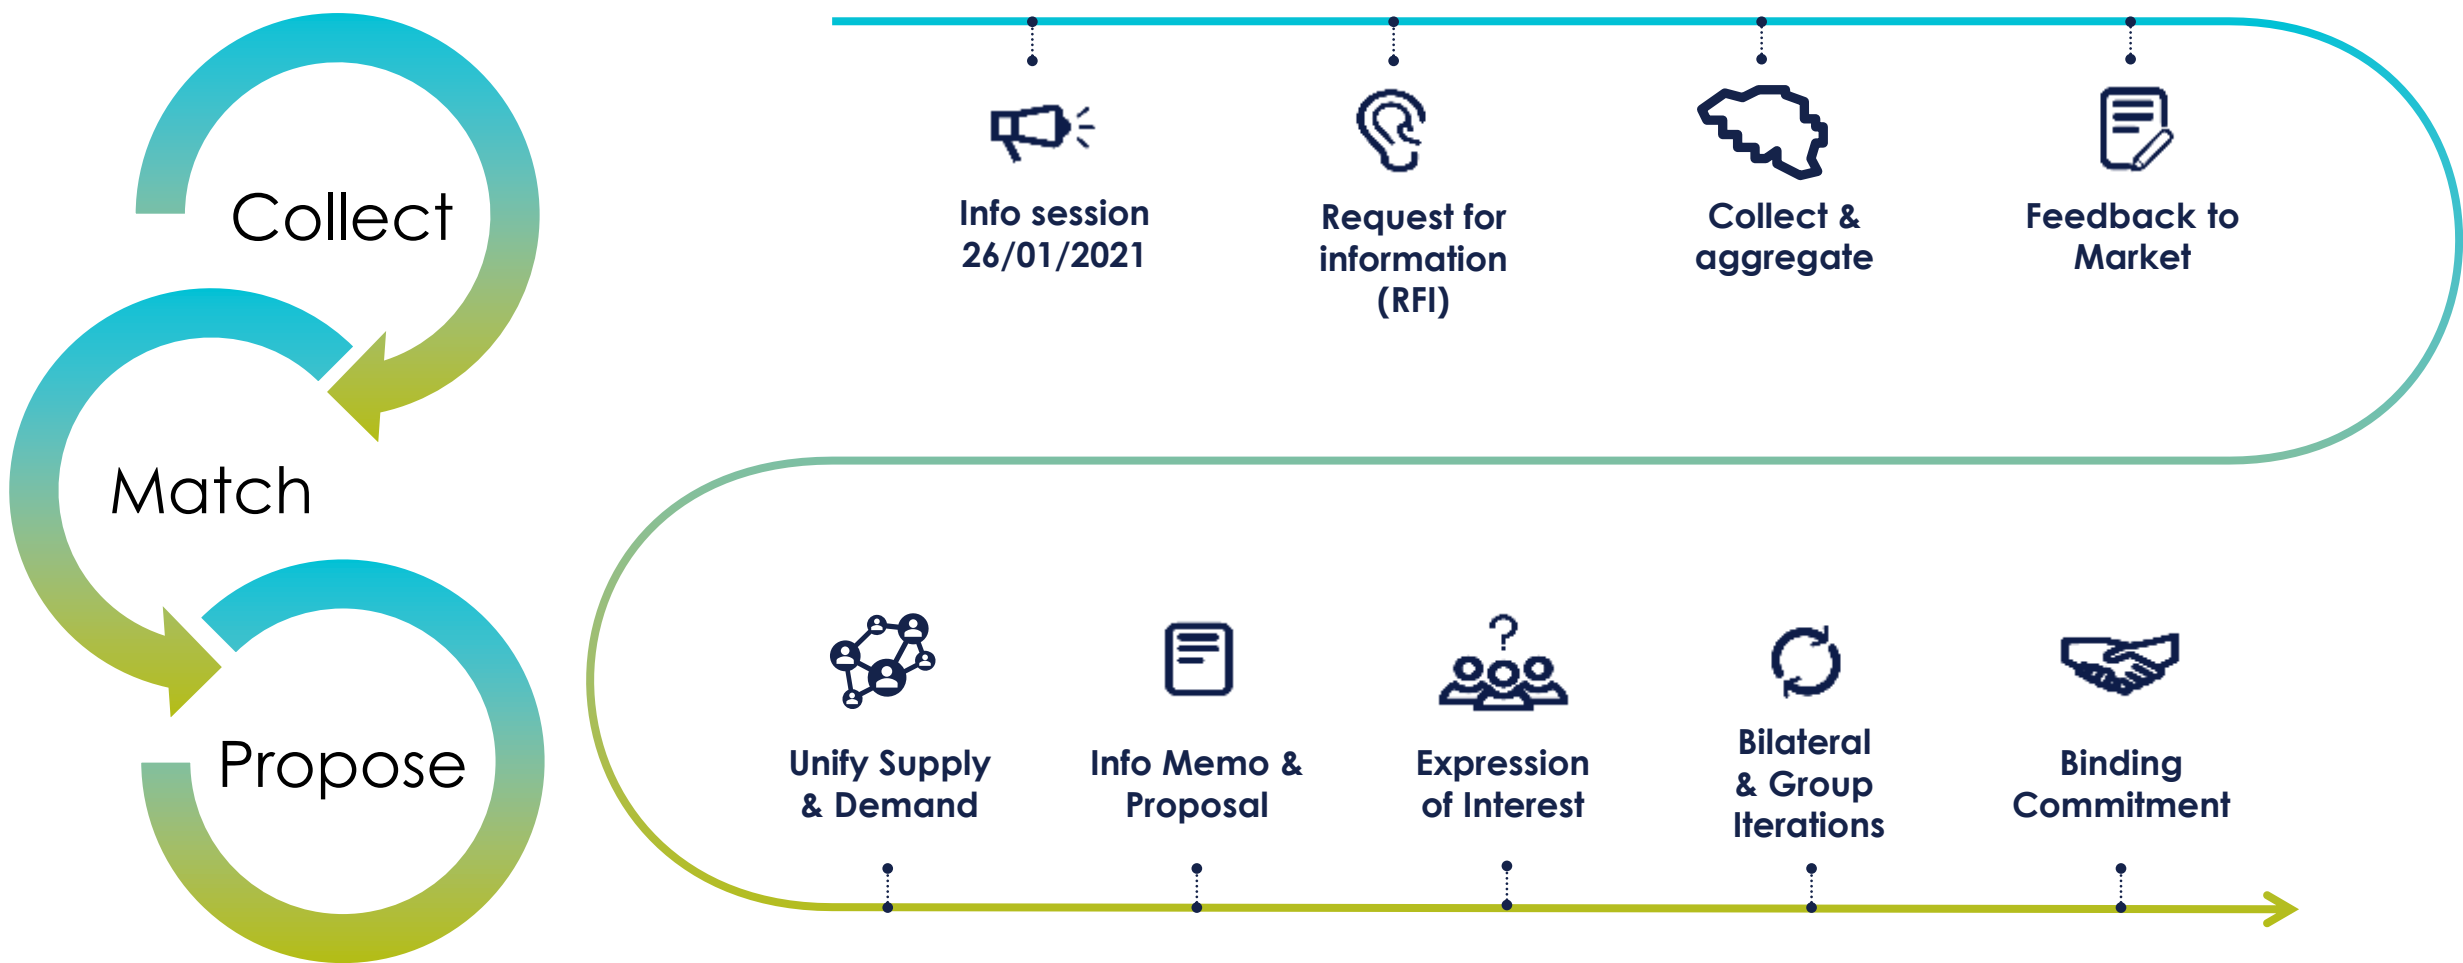 Collect
Match
Propose
Info session
26/01/2021
Request for
information
(RFI)
Collect &
aggregate
Feedback to
Market
Unify Supply
& Demand
Info Memo &
Proposal
?
Expression
of Interest
Bilateral
& Group
Iterations
Binding
Commitment